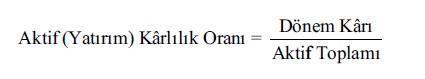 Aktif (Yatırım) Kârlılık Oranı = Dönem Kârı
Aktif Toplamı